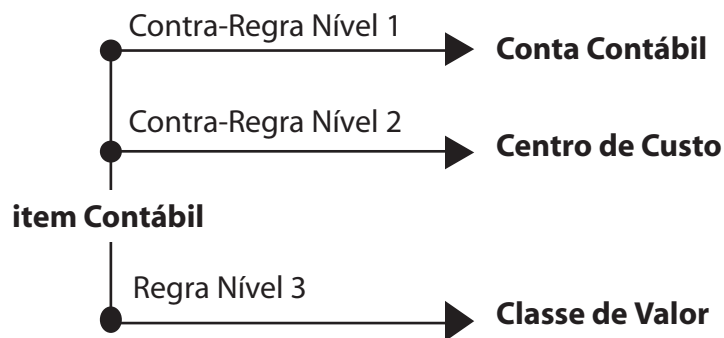 Contra-Regra Nível 1
Conta Contábil
Contra-Regra Nível 2
Centro de Custo
item Contábil
Regra Nível 3
Classe de Valor